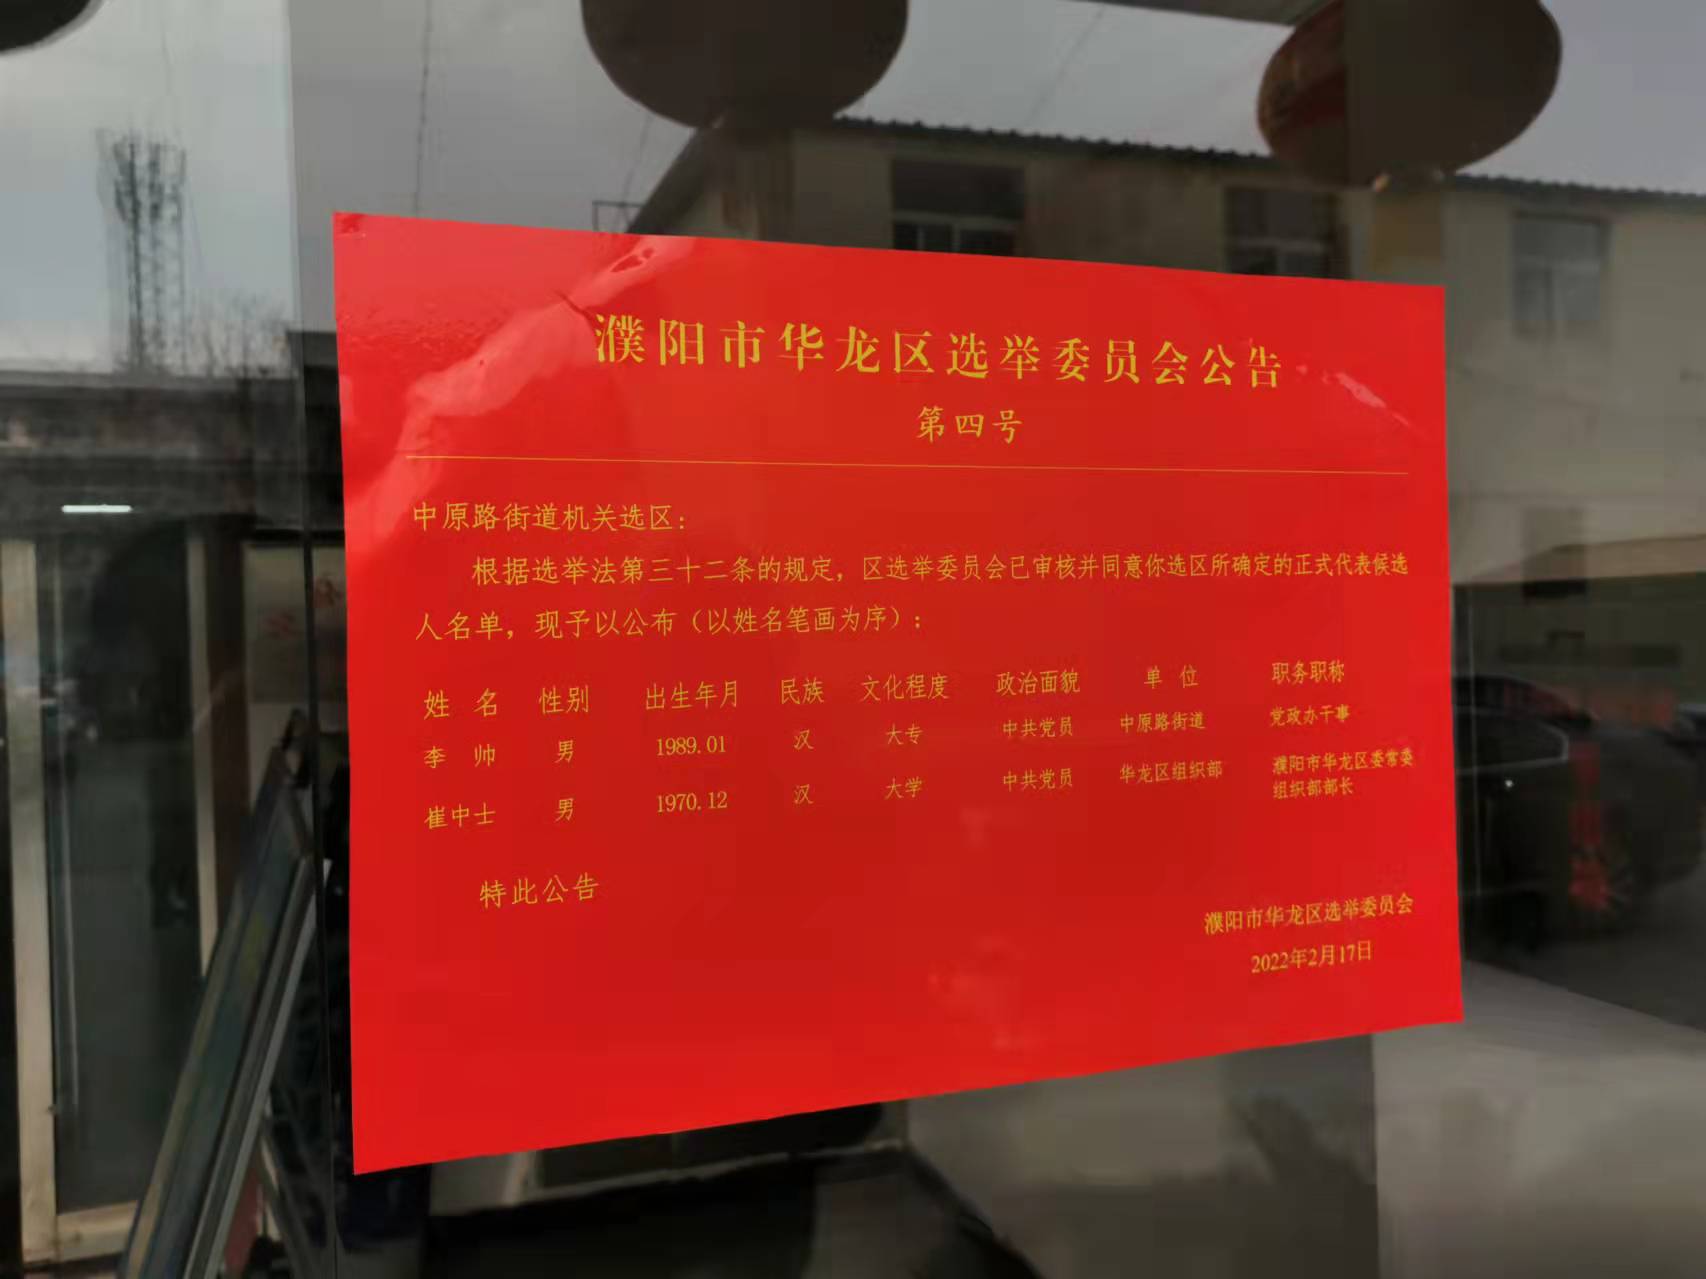 濮阳市华龙区选举委员会公告
第四号
中原路街道机关选区：
根据选举法第三十二条的规定，区选举委员会已审核并同意你选区所确定的正式代表候选
人名单，现予以公布（以姓名笔画为序）：
姓 名 性别 出生年月 民族 文化程度 政治面貌 单 位 职务职称
李 帅 男 1989.01 汉 大专 中共党员 中原路街道 党政办干事
崔中士 男 1970.12 汉 大学 中共党员 华龙区组织部 濮阳市华龙区委常委
组织部部长
特此公告
濮阳市华龙区选举委员会
2022年2月17日